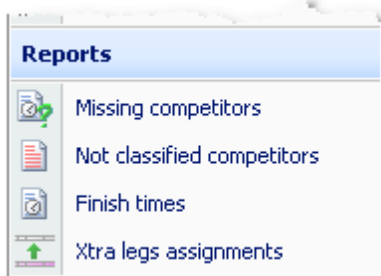 Reports
Missing competitors
Not classified competitors
Finish times
Xtra legs assignments